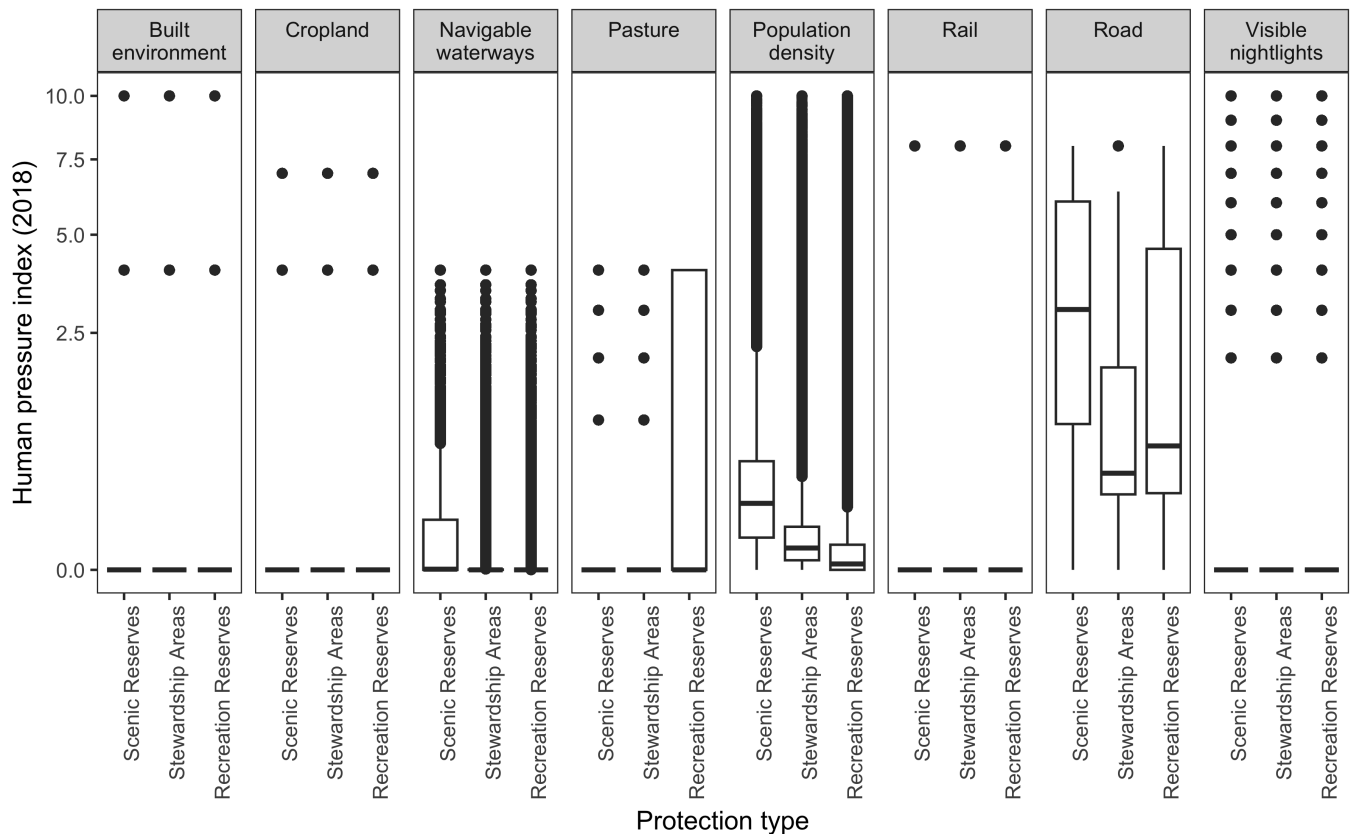 Built
environment
Cropland
Navigable
waterways
Pasture
Population
density
Rail
Road
Visible
nightlights
Human pressure index (2018)
10.0
7.5
5.0
2.5
0.0
Scenic Reserves
Stewardship Areas
Recreation Reserves
Scenic Reserves
Stewardship Areas
Recreation Reserves
Scenic Reserves
Stewardship Areas
Recreation Reserves
Scenic Reserves
Stewardship Areas
Recreation Reserves
Scenic Reserves
Stewardship Areas
Recreation Reserves
Scenic Reserves
Stewardship Areas
Recreation Reserves
Scenic Reserves
Stewardship Areas
Recreation Reserves
Scenic Reserves
Stewardship Areas
Recreation Reserves
Protection type